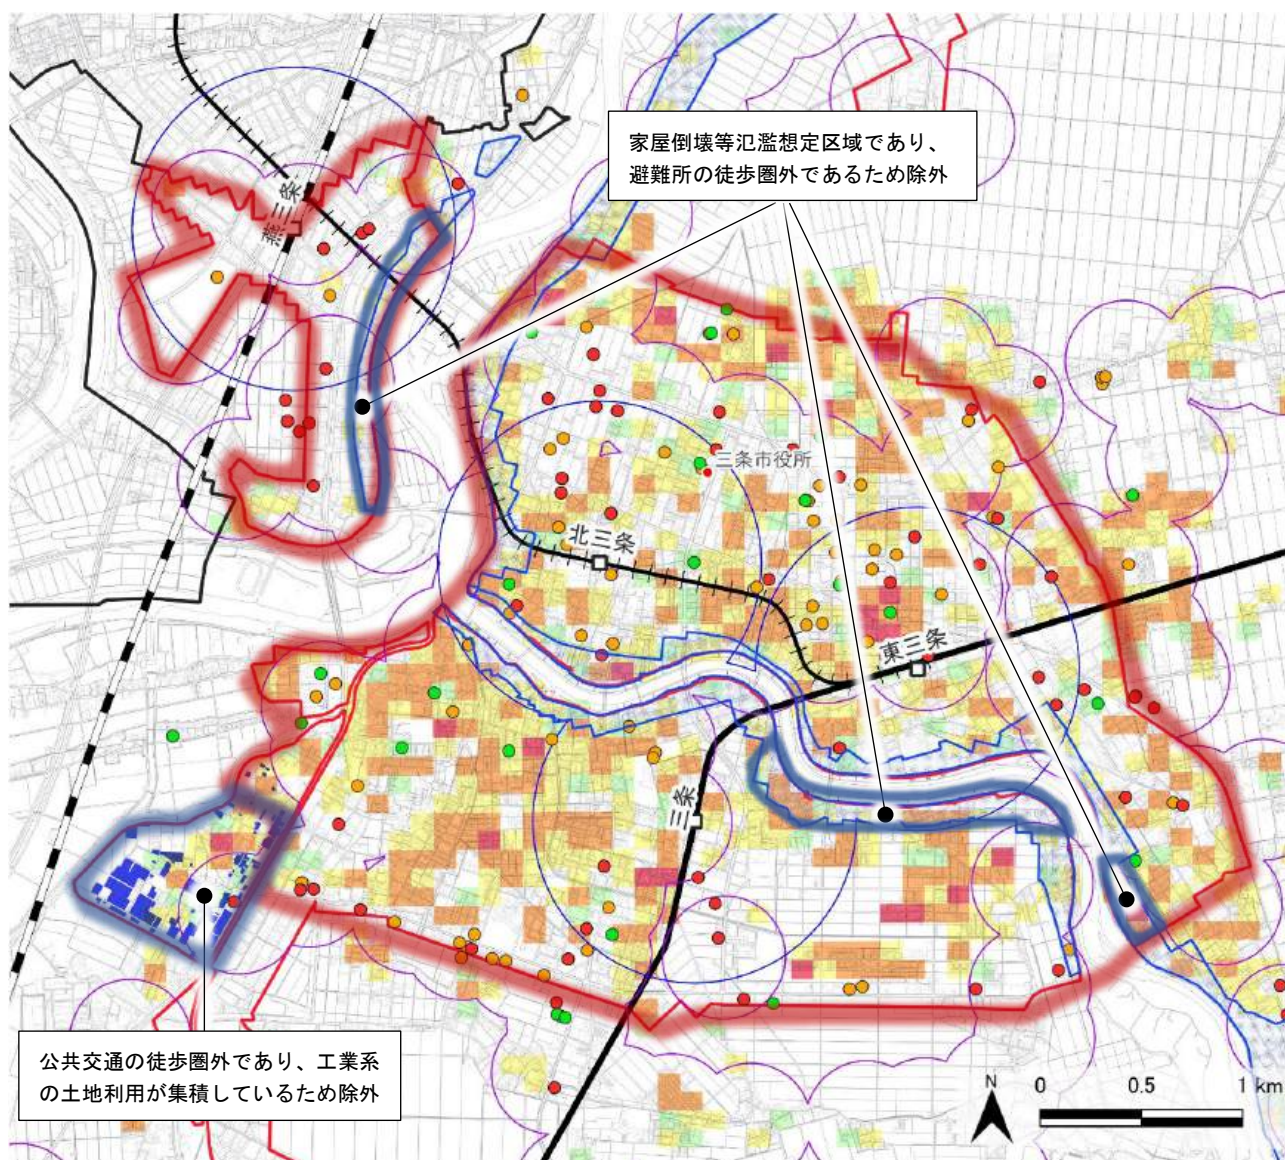 家屋倒壊等氾濫想定区域であり、
避難所の徒歩圏外であるため除外
燕三条
三条市役所
北三条
東三条
三条
公共交通の徒歩圏外であり、工業系
の土地利用が集積しているため除外
N
0 0.5 1 km